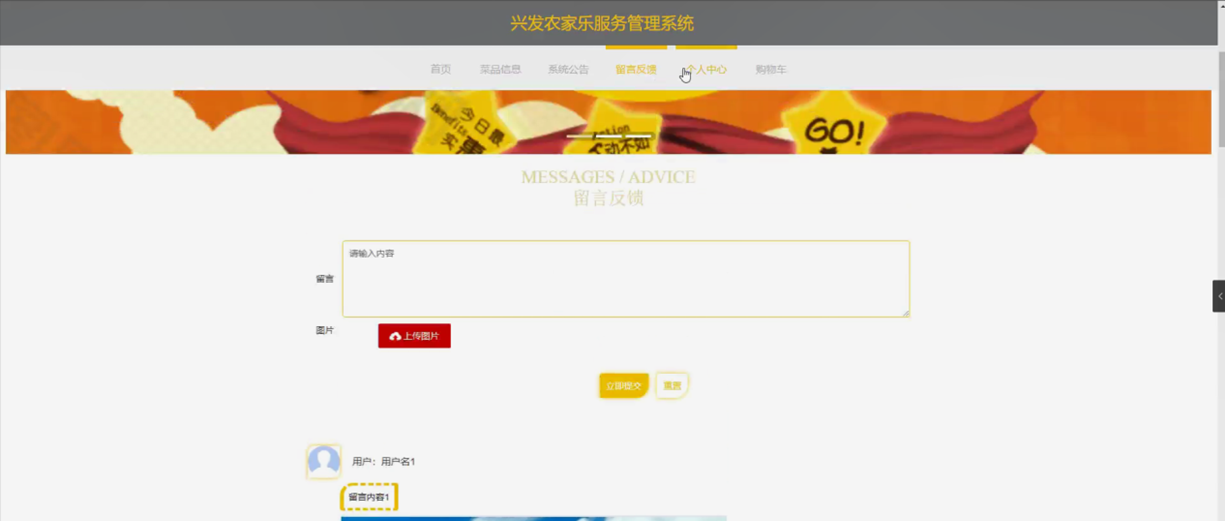 兴发农家乐服务管理系统
首页 菜品信息 系统公告 留言反馈 个人中心 购物车
Benefits
今日最
实惠
GO!
MESSAGES / ADVICE
留言反馈
留言
请输入内容
图片
上传图片
立即提交 重置
用户：用户名1
留言内容1